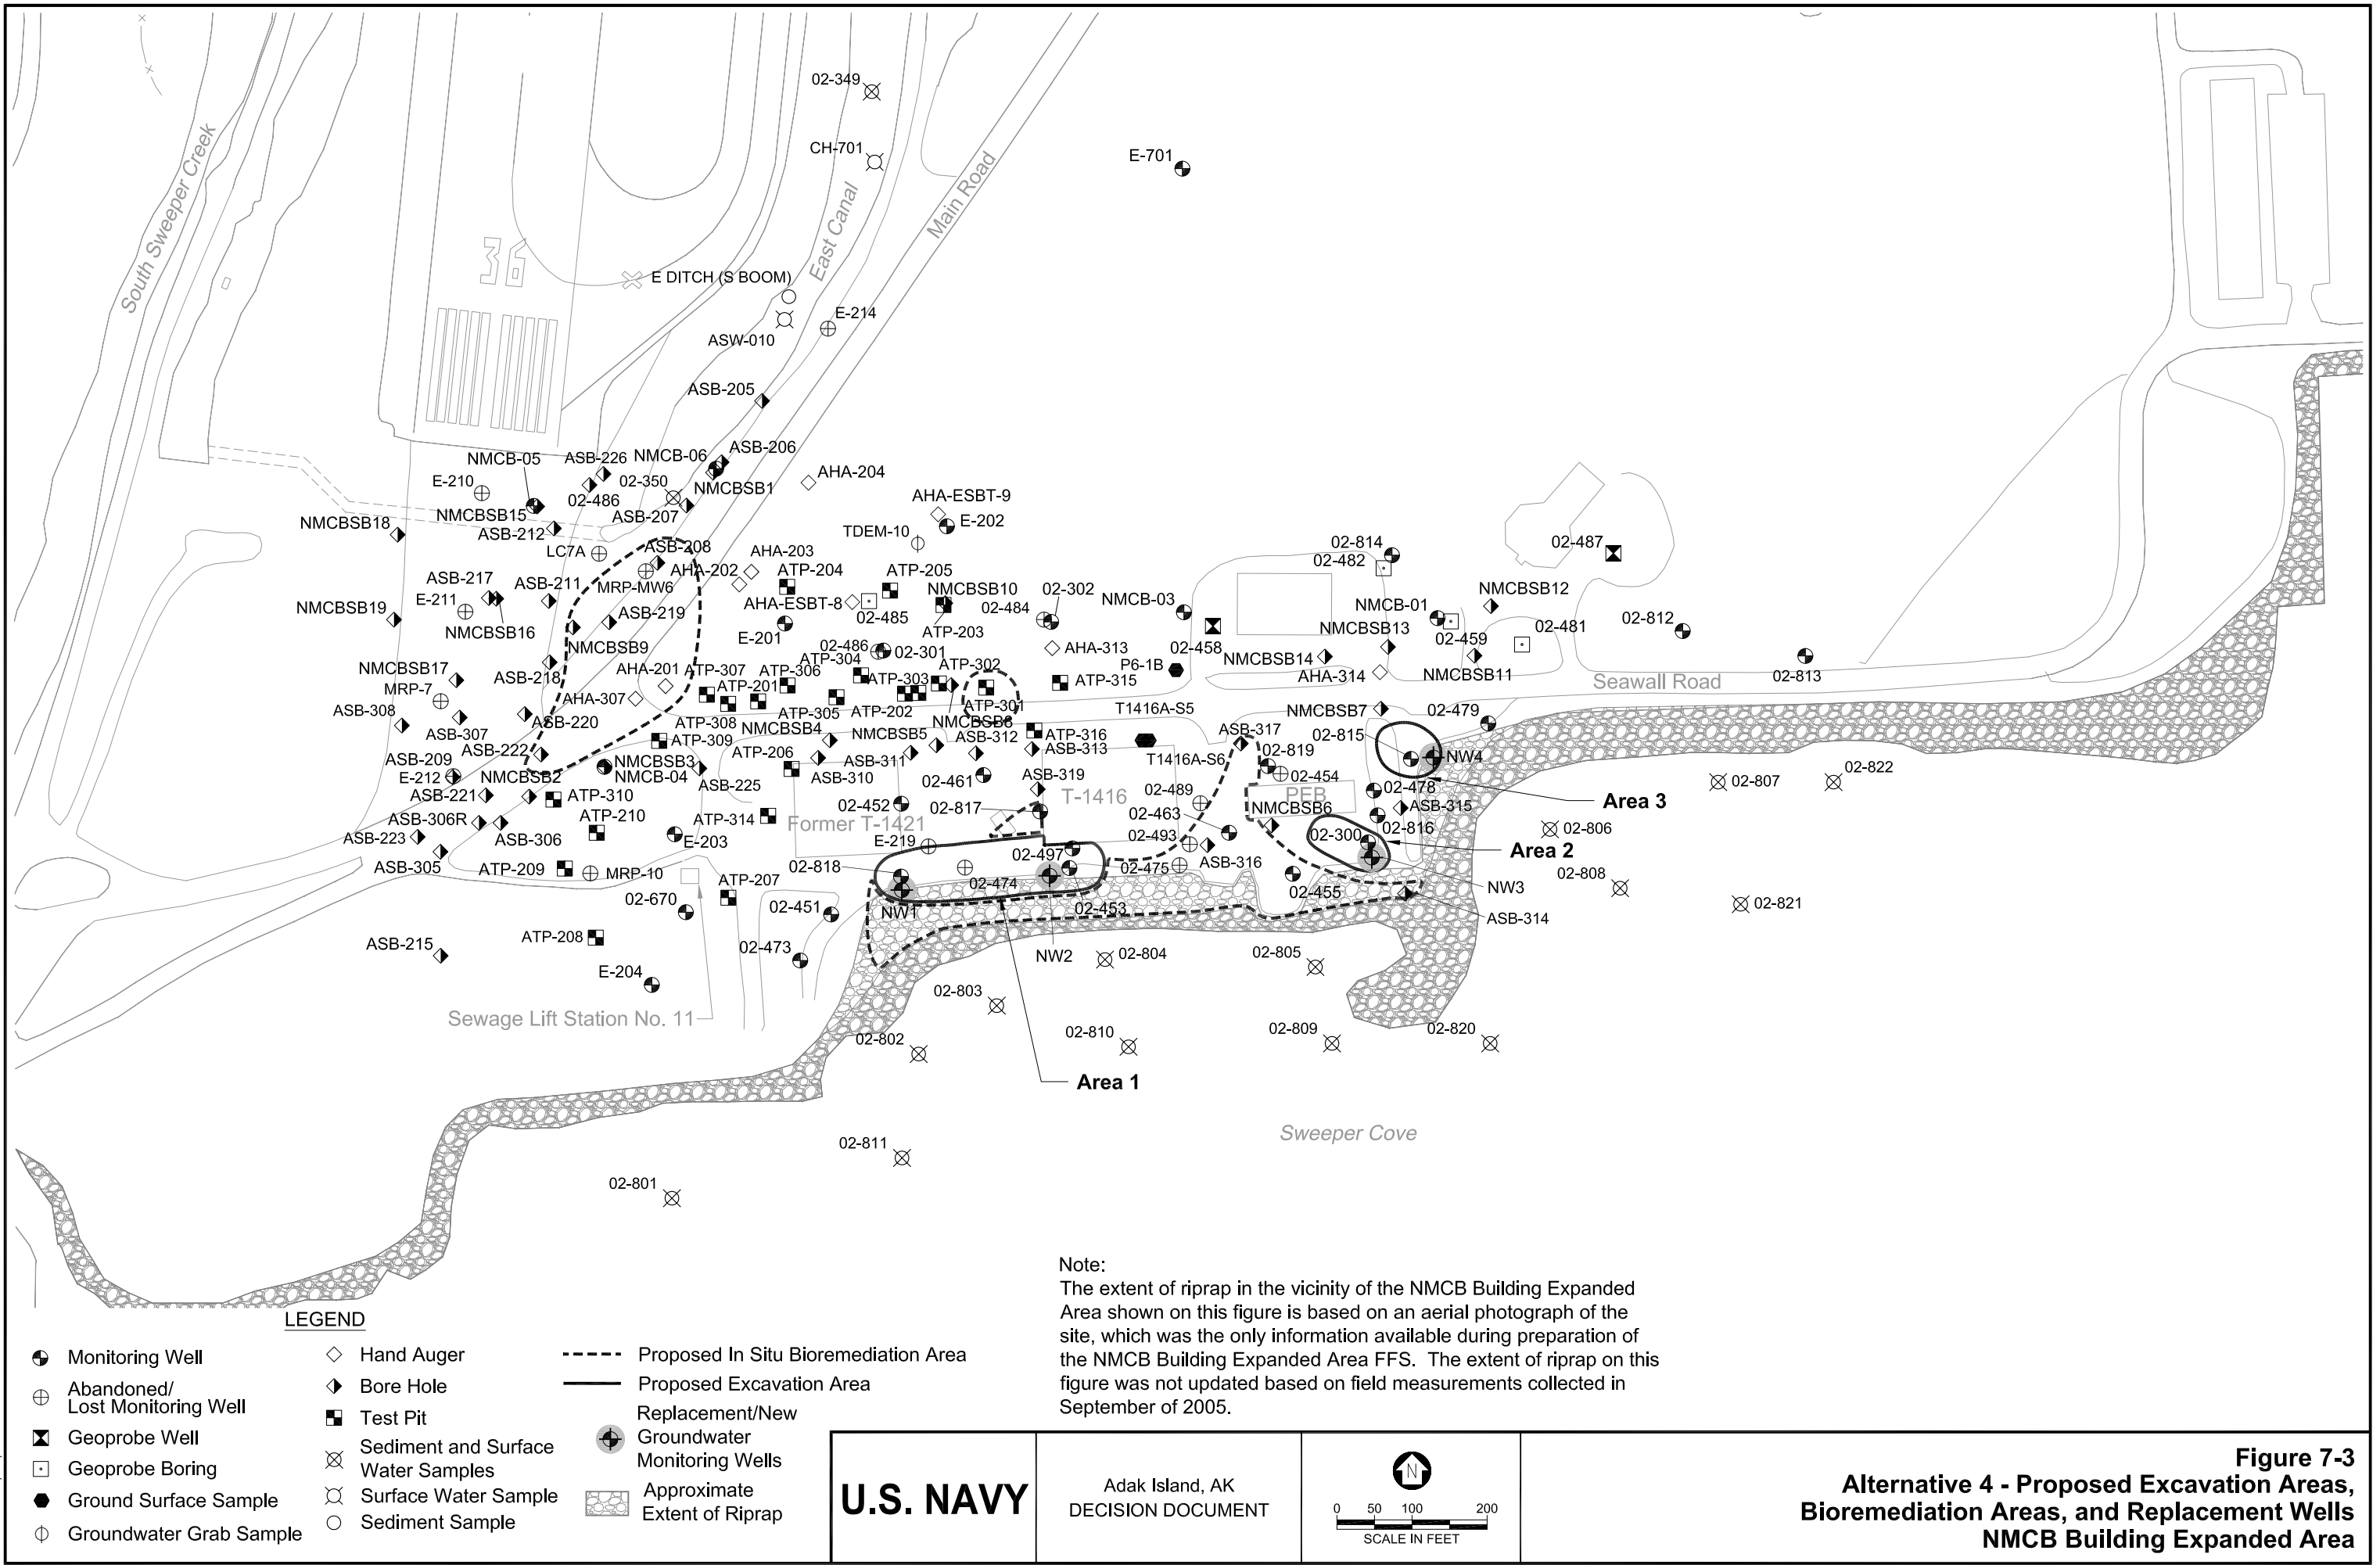 02-349
CH-701
E-701
South Sweeper Creek
East Canal
Main Road
36
E DITCH (S BOOM)
E-214
ASW-010
ASB-205
NMCB-05
ASB-226
NMCB-06
ASB-206
E-210
02-350
AHA-204
NMCBSB1
02-486
AHA-ESBT-9
NMCBSB15
ASB-207
E-202
NMCBSB18
ASB-212
TDEM-10
LC7A
ASB-208
AHA-203
02-814
02-487
02-482
AHA-202
ATP-204
ATP-205
ASB-217
ASB-211
MRP-MW6
NMCBSB10
02-302
NMCBSB12
E-211
AHA-ESBT-8
02-484
NMCB-03
NMCB-01
NMCBSB19
ASB-219
02-485
02-812
NMCBSB16
E-201
ATP-203
NMCBSB13
02-459
02-481
NMCBSB9
02-486
02-301
AHA-313
02-458
ATP-304
NMCBSB14
NMCBSB17
ASB-218
AHA-201
ATP-307
ATP-306
ATP-302
P6-1B
AHA-314
NMCBSB11
02-813
MRP-7
AHA-307
ATP-201
ATP-303
ATP-315
Seawall Road
ASB-308
ASB-220
ATP-308
ATP-305
ATP-202
ATP-301
T1416A-S5
NMCBSB7
02-479
ASB-307
NMCBSB4
NMCBSB5
NMCBSB8
ASB-222
ATP-309
ASB-312
ATP-316
ASB-317
02-815
ASB-209
ATP-206
ASB-311
ASB-313
02-819
NW4
E-212
NMCBSB2
NMCBSB3
NMCB-04
ASB-225
ASB-310
02-461
ASB-319
T1416A-S6
02-454
02-807
02-822
ASB-221
ATP-310
02-452
02-817
T-1416
02-489
PEB
02-478
Area 3
ASB-306R
ATP-210
ATP-314
Former T-1421
02-463
NMCBSB6
ASB-315
ASB-223
ASB-306
E-203
E-219
02-493
02-300
02-816
02-806
ASB-305
ATP-209
MRP-10
02-818
02-497
02-475
ASB-316
Area 2
ATP-207
02-474
02-455
NW3
02-808
02-670
02-451
NW1
02-453
ASB-314
02-821
ASB-215
ATP-208
02-473
NW2
02-804
02-805
E-204
02-803
Sewage Lift Station No. 11
02-802
02-810
02-809
02-820
Area 1
02-811
Sweeper Cove
02-801
Note:
The extent of riprap in the vicinity of the NMCB Building Expanded
Area shown on this figure is based on an aerial photograph of the
site, which was the only information available during preparation of
the NMCB Building Expanded Area FFS. The extent of riprap on this
figure was not updated based on field measurements collected in
September of 2005.
LEGEND
Monitoring Well
Abandoned/
Lost Monitoring Well
Geoprobe Well
Geoprobe Boring
Ground Surface Sample
Groundwater Grab Sample
Hand Auger
Bore Hole
Test Pit
Sediment and Surface
Water Samples
Surface Water Sample
Sediment Sample
Proposed In Situ Bioremediation Area
Proposed Excavation Area
Replacement/New
Groundwater
Monitoring Wells
Approximate
Extent of Riprap
U.S. NAVY
Adak Island, AK
DECISION DOCUMENT
N
0 50 100 200
SCALE IN FEET
Figure 7-3
Alternative 4 - Proposed Excavation Areas,
Bioremediation Areas, and Replacement Wells
NMCB Building Expanded Area